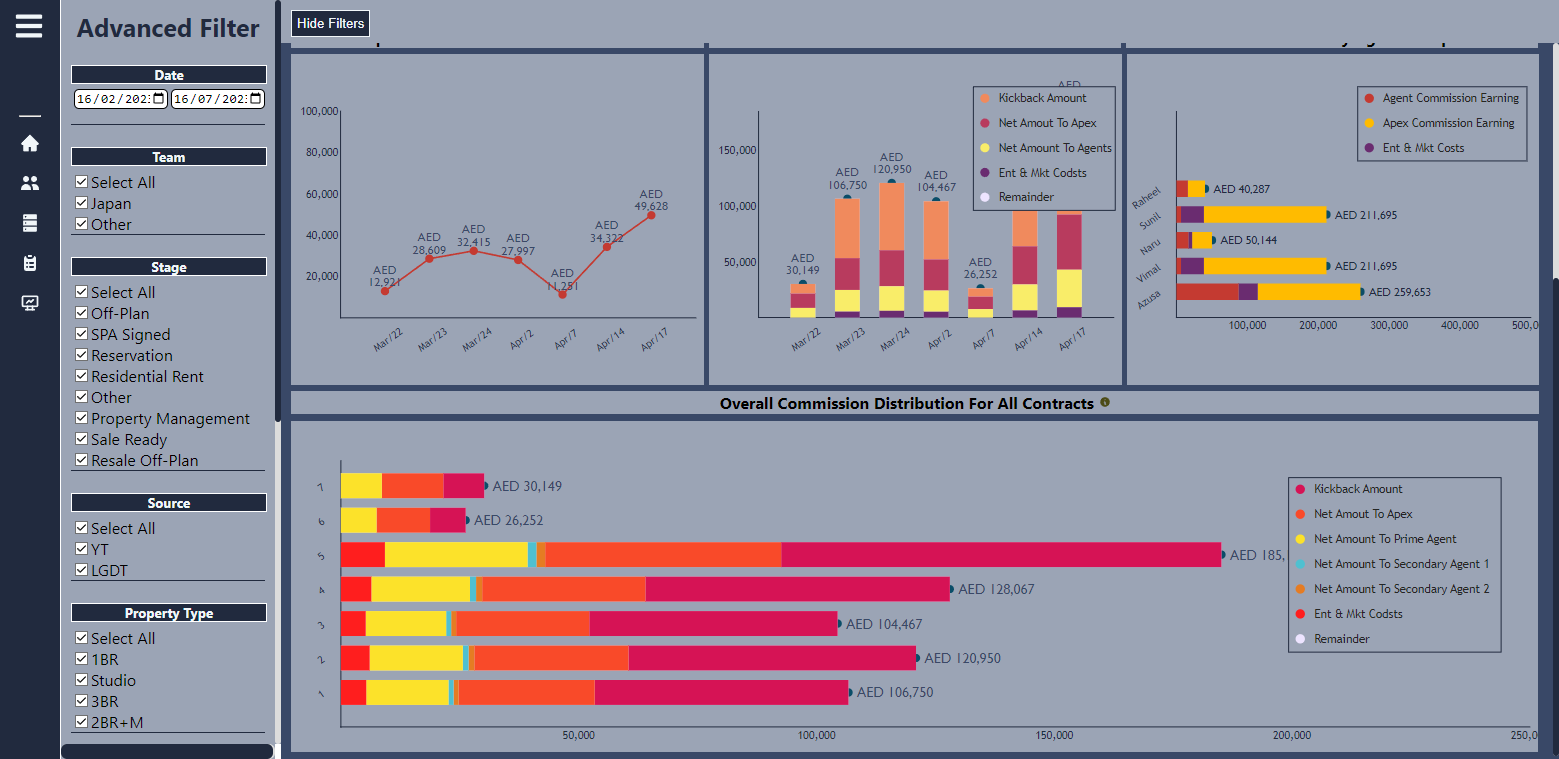 Advanced Filter
Hide Filters
Date
16/02/202
16/07/202
Team
Select All
Japan
Other
Stage
Select All
Off-Plan
SPA Signed
Reservation
Residential Rent
Other
Property Management
Sale Ready
Resale Off-Plan
Source
Select All
YT
LGDT
Property Type
Select All
1BR
Studio
3BR
2BR+M
100,000
80,000
60,000
40,000
20,000
AED
12,921
AED
28,609
AED
32,415
AED
27,997
AED
11,251
AED
34,322
AED
49,628
Mar/22
Mar/23
Mar/24
Apr/2
Apr/7
Apr/14
Apr/17
150,000
100,000
50,000
AED
30,149
AED
106,750
AED
120,950
AED
104,467
AED
26,252
AED
Kickback Amount
Net Amout To Apex
Net Amount To Agents
Ent & Mkt Codsts
Remainder
Mar/22
Mar/23
Mar/24
Apr/2
Apr/7
Apr/14
Apr/17
Agent Commission Earning
Apex Commission Earning
Ent & Mkt Costs
Raheel
AED 40,287
Sunil
AED 211,695
Naru
AED 50,144
Vimal
AED 211,695
Azusa
AED 259,653
100,000
200,000
300,000
400,000
500,0
Overall Commission Distribution For All Contracts
7
AED 30,149
6
AED 26,252
5
AED 185,
4
AED 128,067
3
AED 104,467
2
AED 120,950
1
AED 106,750
Kickback Amount
Net Amout To Apex
Net Amount To Prime Agent
Net Amount To Secondary Agent 1
Net Amount To Secondary Agent 2
Ent & Mkt Codsts
Remainder
50,000
100,000
150,000
200,000
250,0